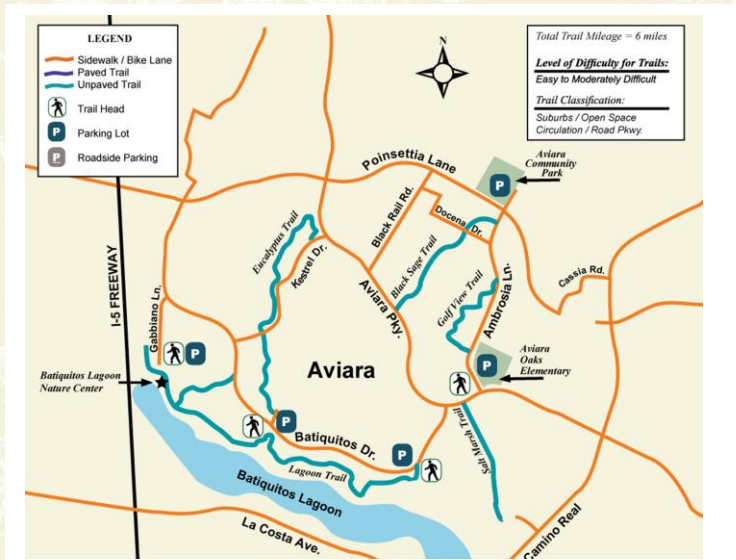 LEGEND
Sidewalk / Bike Lane
Paved Trail
Unpaved Trail
Trail Head
P
Parking Lot
P
Roadside Parking
N
Total Trail Mileage = 6 miles
Level of Difficulty for Trails:
Easy to Moderately Difficult
Trail Classification:
Suburbs / Open Space
Circulation / Road Pkwy.
Poinsettia Lane
P
Aviara
Community
Park
Black Rail Rd.
Docena Dr.
Eucalyptus Trail
Kestrel Dr.
Black Sage Trail
Aviara Pky.
Golf View Trail
Ambrosia Ln.
Cassia Rd.
I-5 FREEWAY
Gabbiano Ln.
P
Batiquitos Lagoon
Nature Center
Aviara
P
Aviara
Oaks
Elementary
P
Batiquitos Dr.
P
Lagoon Trail
Salt Marsh Trail
Batiquitos Lagoon
La Costa Ave.
Camino Real